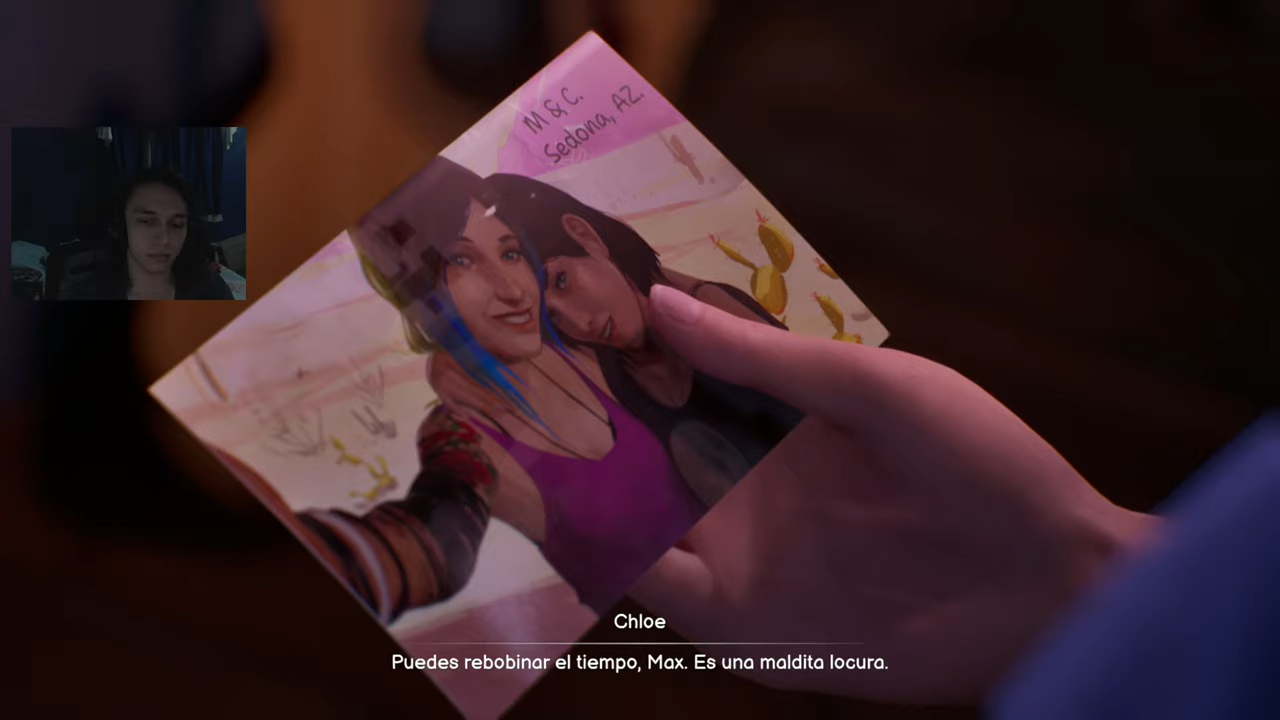 M & C.
Sedona, AZ.
Chloe
Puedes rebobinar el tiempo, Max. Es una maldita locura.